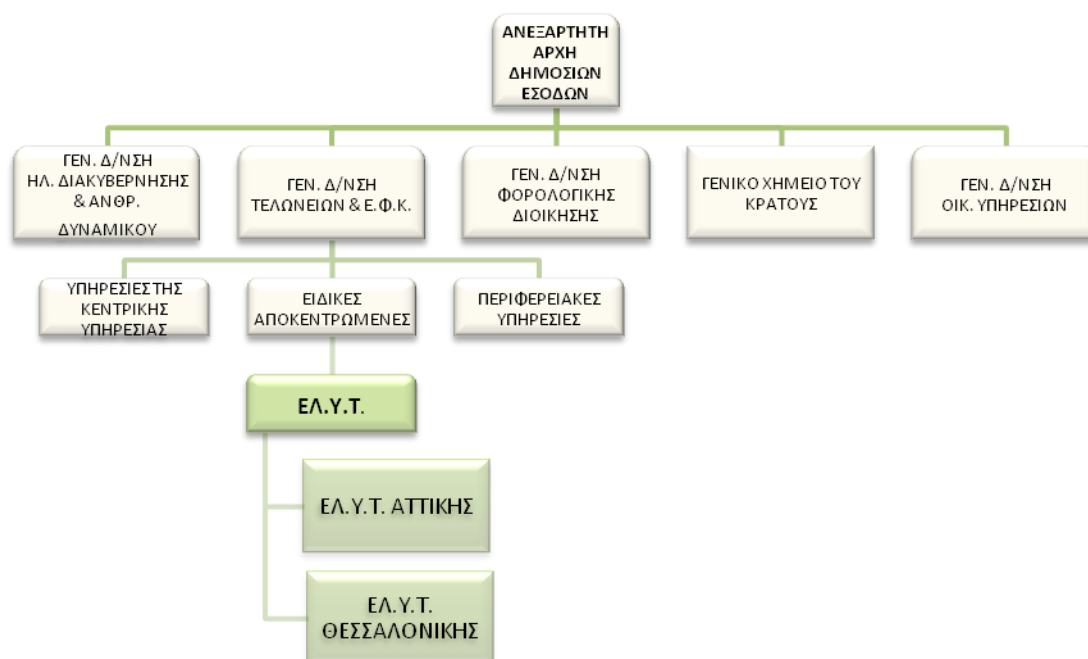 ΑΝΕΞΑΡΤΗΤΗ
ΑΡΧΗ
ΔΗΜΟΣΙΩΝ
ΕΣΟΔΩΝ
ΓΕΝ. Δ/ΝΣΗ
ΗΛ. ΔΙΑΚΥΒΕΡΝΗΣΗΣ
& ΑΝΘΡ.
ΔΥΝΑΜΙΚΟΥ
ΓΕΝ. Δ/ΝΣΗ
ΤΕΛΩΝΕΙΩΝ & Ε.Φ.Κ.
ΓΕΝ. Δ/ΝΣΗ
ΦΟΡΟΛΟΓΙΚΗΣ
ΔΙΟΙΚΗΣΗΣ
ΓΕΝΙΚΟ ΧΗΜΕΙΟ ΤΟΥ
ΚΡΑΤΟΥΣ
ΓΕΝ. Δ/ΝΣΗ
ΟΙΚ. ΥΠΗΡΕΣΙΩΝ
ΥΠΗΡΕΣΙΕΣ ΤΗΣ
ΚΕΝΤΡΙΚΗΣ
ΥΠΗΡΕΣΙΑΣ
ΕΙΔΙΚΕΣ
ΑΠΟΚΕΝΤΡΩΜΕΝΕΣ
ΠΕΡΙΦΕΡΕΙΑΚΕΣ
ΥΠΗΡΕΣΙΕΣ
ΕΛ.Υ.Τ.
ΕΛ.Υ.Τ. ΑΤΤΙΚΗΣ
ΕΛ.Υ.Τ.
ΘΕΣΣΑΛΟΝΙΚΗΣ